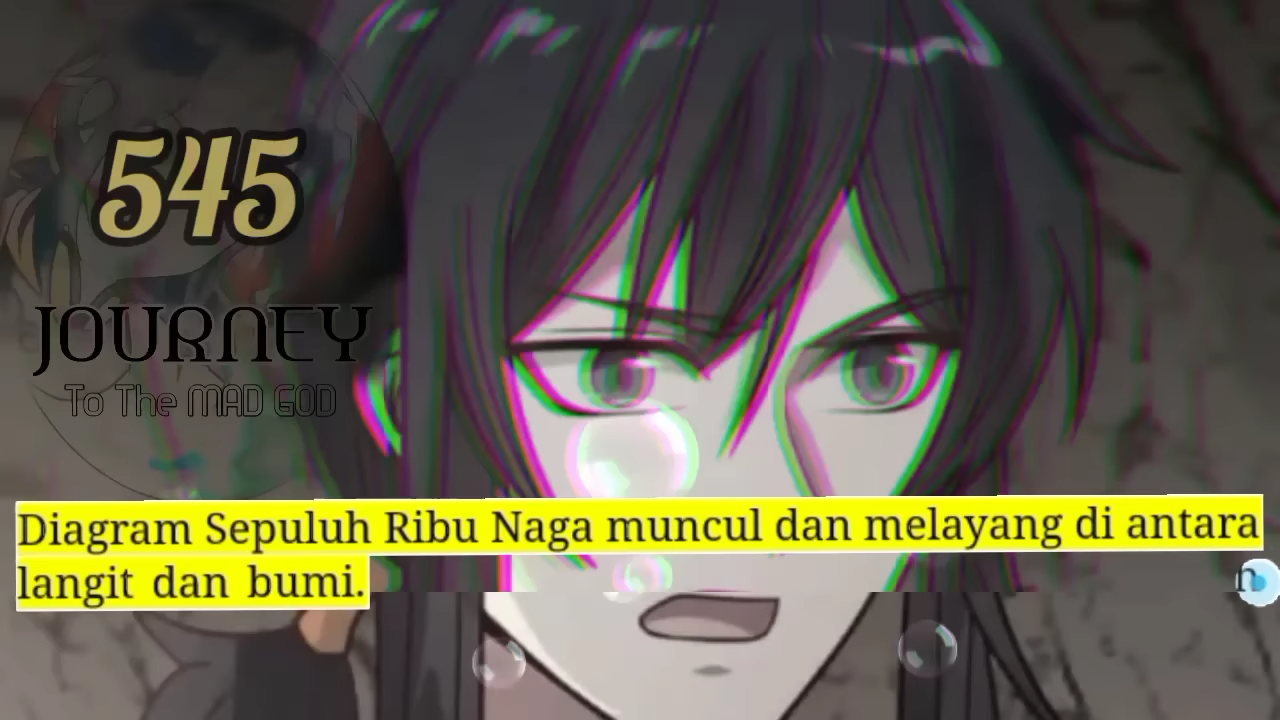 545
JOURNEY
To The MAD GOD
Diagram Sepuluh Ribu Naga muncul dan melayang di antara
langit dan bumi.